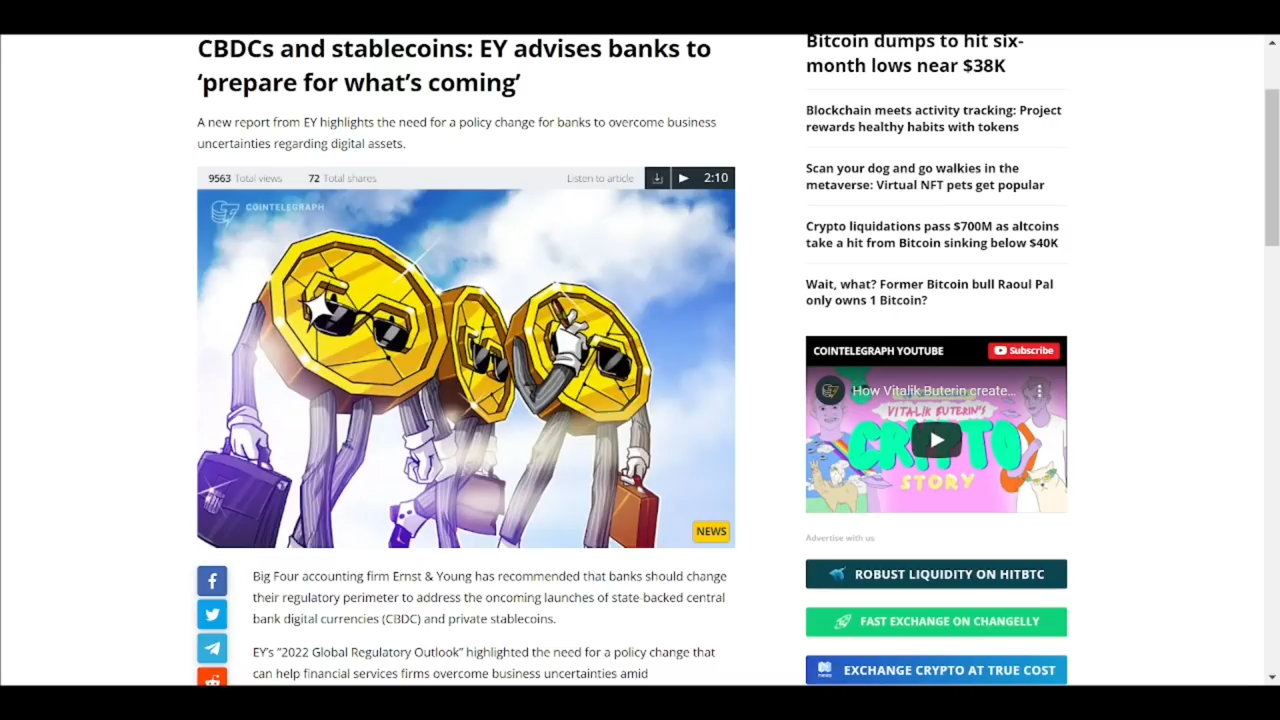 CBDCs and stablecoins: EY advises banks to
‘prepare for what’s coming’
A new report from EY highlights the need for a policy change for banks to overcome business
uncertainties regarding digital assets.
9563 Total views 72 Total shares Listen to article 2:10
COINTELEGRAPH
NEWS
Big Four accounting firm Ernst & Young has recommended that banks should change
their regulatory perimeter to address the oncoming launches of state-backed central
bank digital currencies (CBDC) and private stablecoins.
EY’s “2022 Global Regulatory Outlook” highlighted the need for a policy change that
can help financial services firms overcome business uncertainties amid
Bitcoin dumps to hit six-
month lows near $38K
Blockchain meets activity tracking: Project
rewards healthy habits with tokens
Scan your dog and go walkies in the
metaverse: Virtual NFT pets get popular
Crypto liquidations pass $700M as altcoins
take a hit from Bitcoin sinking below $40K
Wait, what? Former Bitcoin bull Raoul Pal
only owns 1 Bitcoin?
COINTELEGRAPH YOUTUBE Subscribe
How Vitalik Buterin create...
VITALIK BUTERIN'S
CRYPTO
STORY
Advertise with us
ROBUST LIQUIDITY ON HITBTC
FAST EXCHANGE ON CHANGELLY
EXCHANGE CRYPTO AT TRUE COST